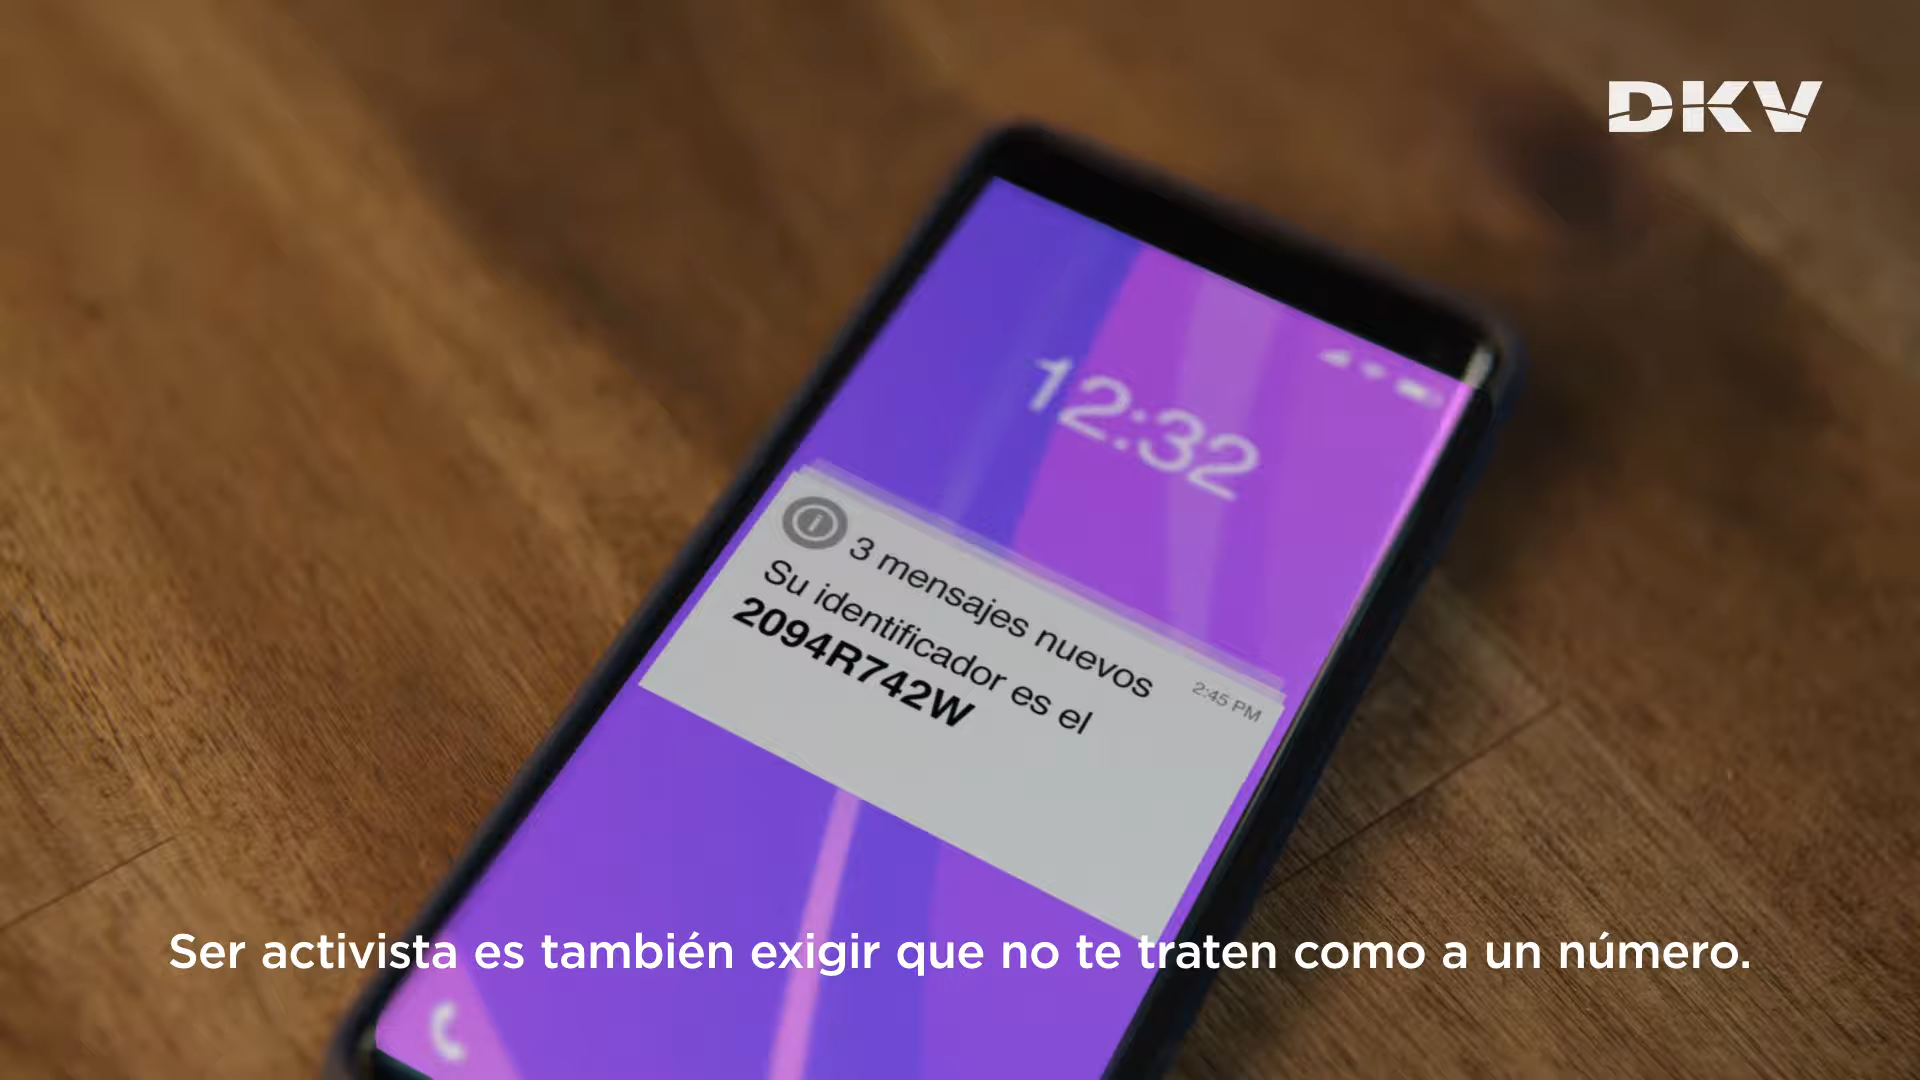 DKV
12:32
3 mensajes nuevos
2:45 PM
Su identificador es el
2094R742W
Ser activista es también exigir que no te traten como a un número.